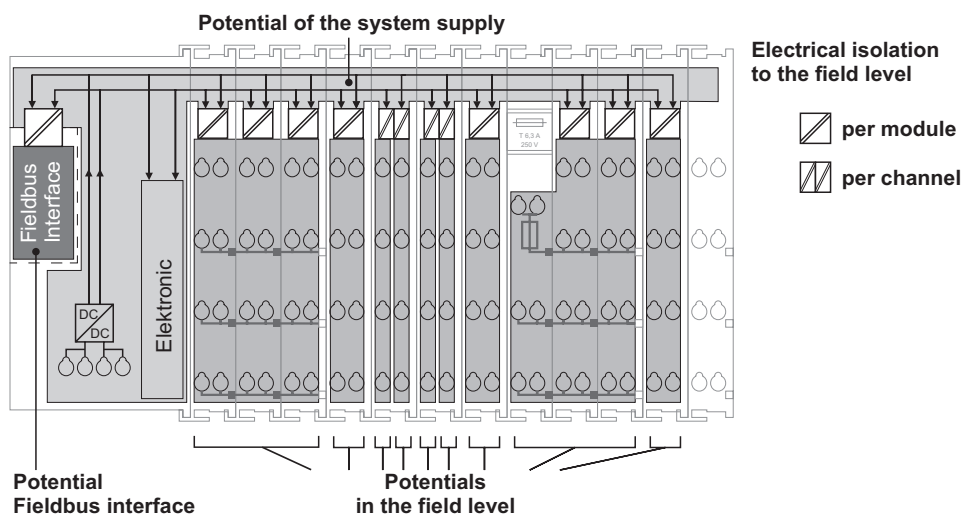 Potential of the system supply
Electrical isolation
to the field level
per module
per channel
T 6,3 A
250 V
Fieldbus
Interface
Elektronic
DC
DC
Potential
Fieldbus interface
Potentials
in the field level